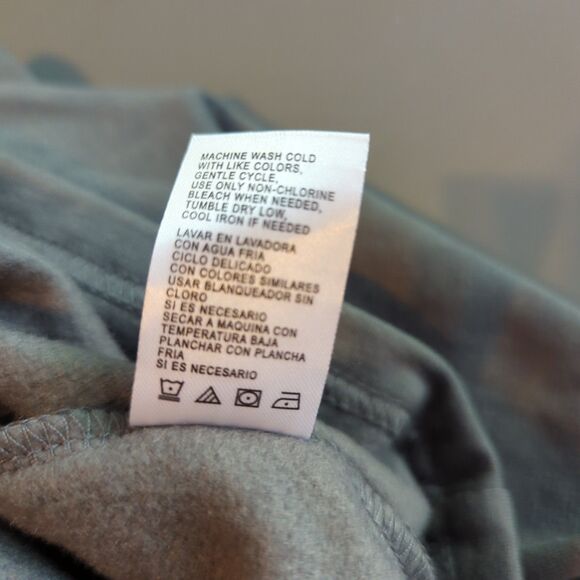 MACHINE WASH COLD
WITH LIKE COLORS,
GENTLE CYCLE,
USE ONLY NON-CHLORINE
BLEACH WHEN NEEDED,
TUMBLE DRY LOW,
COOL IRON IF NEEDED
LAVAR EN LAVADORA
CON AGUA FRIA
CICLO DELICADO
CON COLORES SIMILARES
USAR BLANQUEADOR SIN
CLORO
SI ES NECESARIO
SECAR A MAQUINA CON
TEMPERATURA BAJA
PLANCHAR CON PLANCHA
FRIA
SI ES NECESARIO